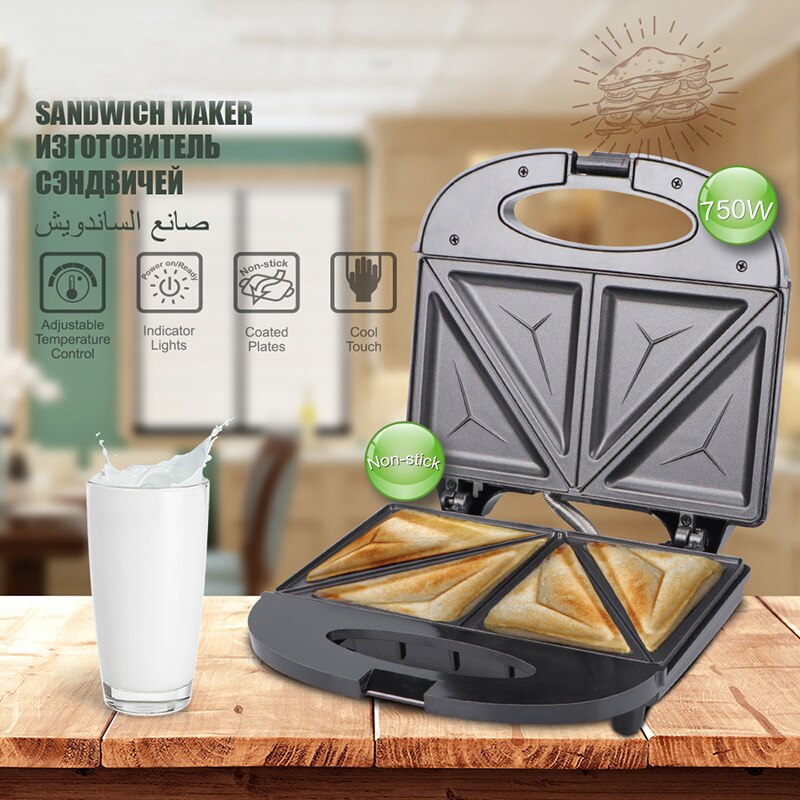 SANDWICH MAKER
ИЗГОТОВИТЕЛЬ
СЭНДВИЧЕЙ
صانع الساندويش
Power on/Ready
Non-stick
Adjustable
Temperature
Control
Indicator
Lights
Coated
Plates
Cool
Touch
750W
Non-stick